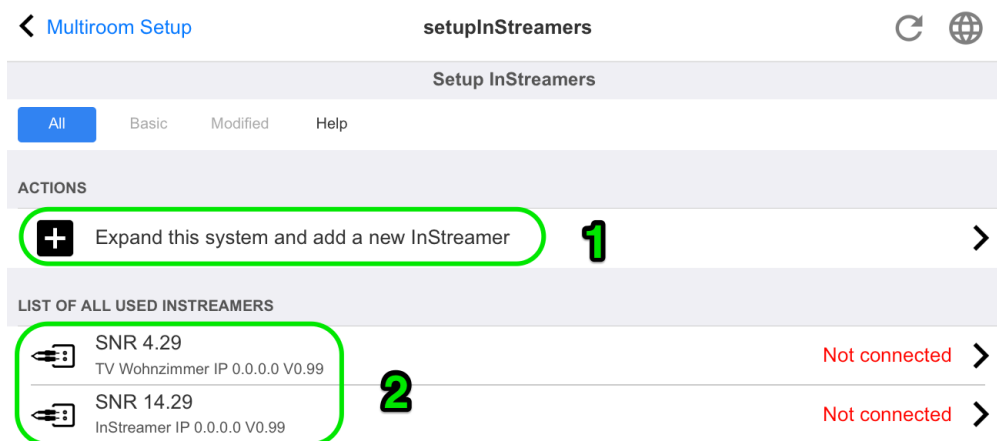 Multiroom Setup setupInStreamers
Setup InStreamers
All Basic Modified Help
ACTIONS
Expand this system and add a new InStreamer 1
LIST OF ALL USED INSTREAMERS
SNR 4.29
TV Wohnzimmer IP 0.0.0.0 V0.99
Not connected
2
SNR 14.29
InStreamer IP 0.0.0.0 V0.99
Not connected